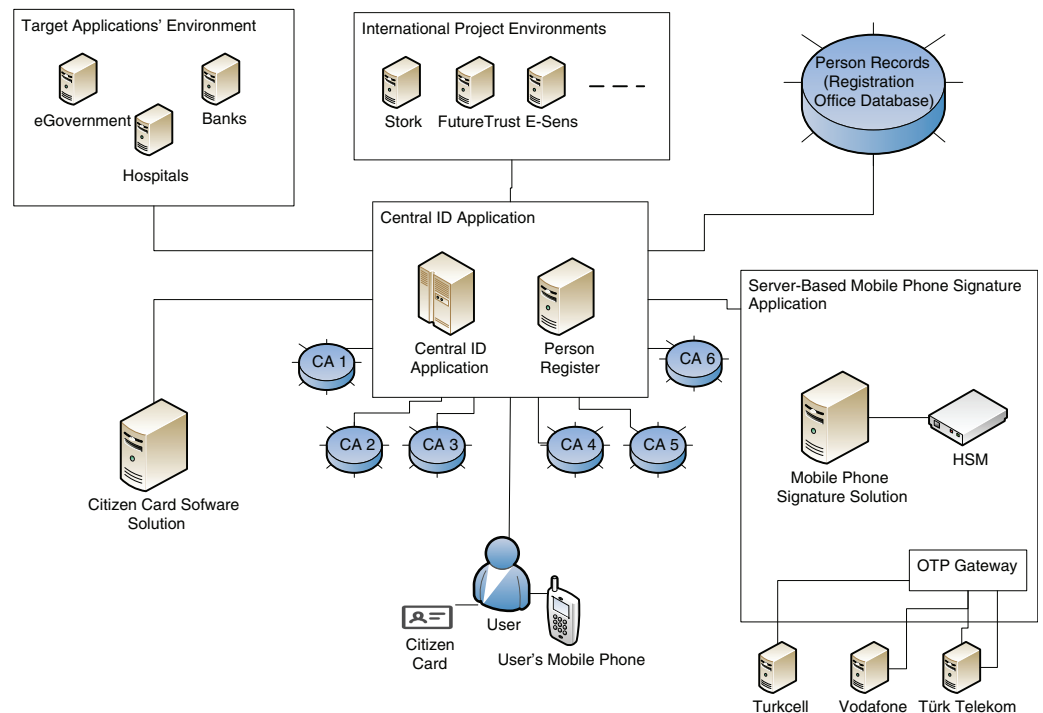 Target Applications' Environment
eGovernment
Banks
Hospitals
International Project Environments
Stork
FutureTrust
E-Sens
Person Records
(Registration
Office Database)
Central ID Application
Central ID
Application
Person
Register
CA 1
CA 2
CA 3
CA 4
CA 5
CA 6
Server-Based Mobile Phone Signature
Application
Mobile Phone
Signature Solution
HSM
OTP Gateway
Turkcell
Vodafone
Türk Telekom
Citizen Card Sofware
Solution
User
Citizen
Card
User's Mobile Phone